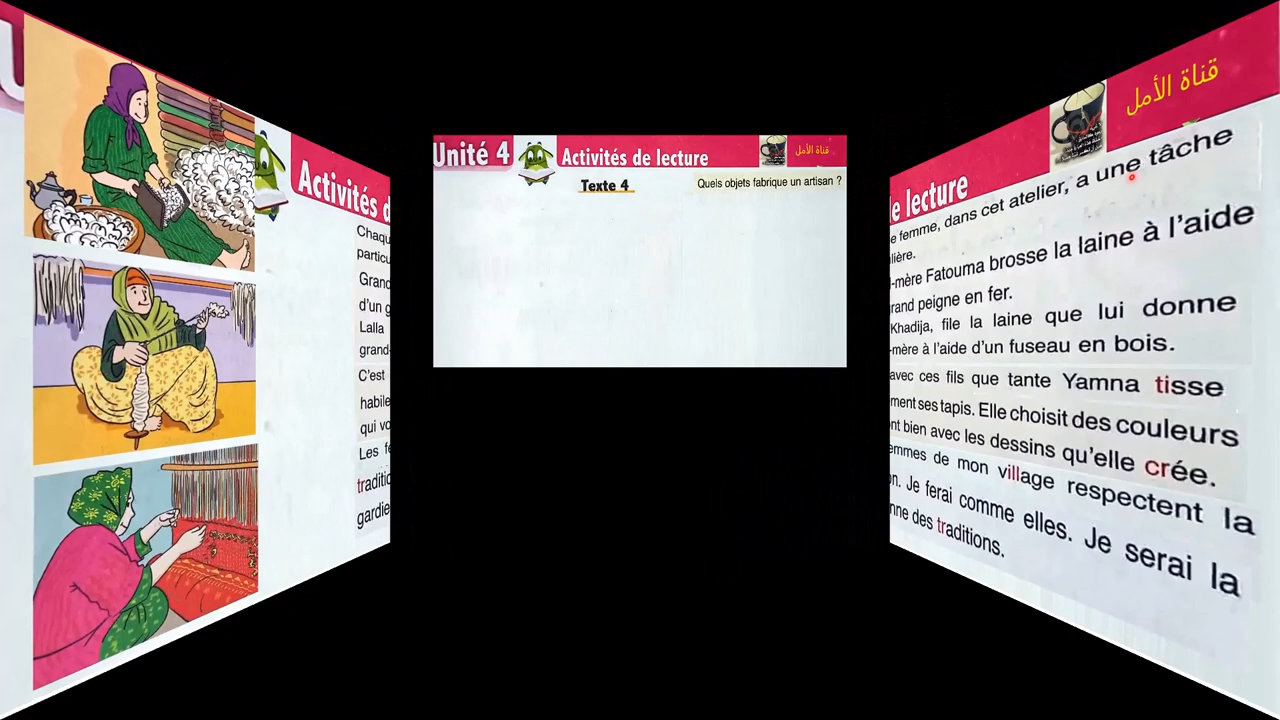 Activités d
Chaqu
particu
Grand
d'un g
Lalla
grand-
C'est
habile
qui vo
Les fe
traditio
gardie
Unité 4 Activités de lecture قناة الأمل
Texte 4 Quels objets fabrique un artisan ?
e lecture قناة الأمل
e femme, dans cet atelier, a une tâche
lière.
-mère Fatouma brosse la laine à l'aide
rand peigne en fer.
Khadija, file la laine que lui donne
-mère à l'aide d'un fuseau en bois.
avec ces fils que tante Yamna tisse
ment ses tapis. Elle choisit des couleurs
nt bien avec les dessins qu'elle crée.
emmes de mon village respectent la
n. Je ferai comme elles. Je serai la
nne des traditions.